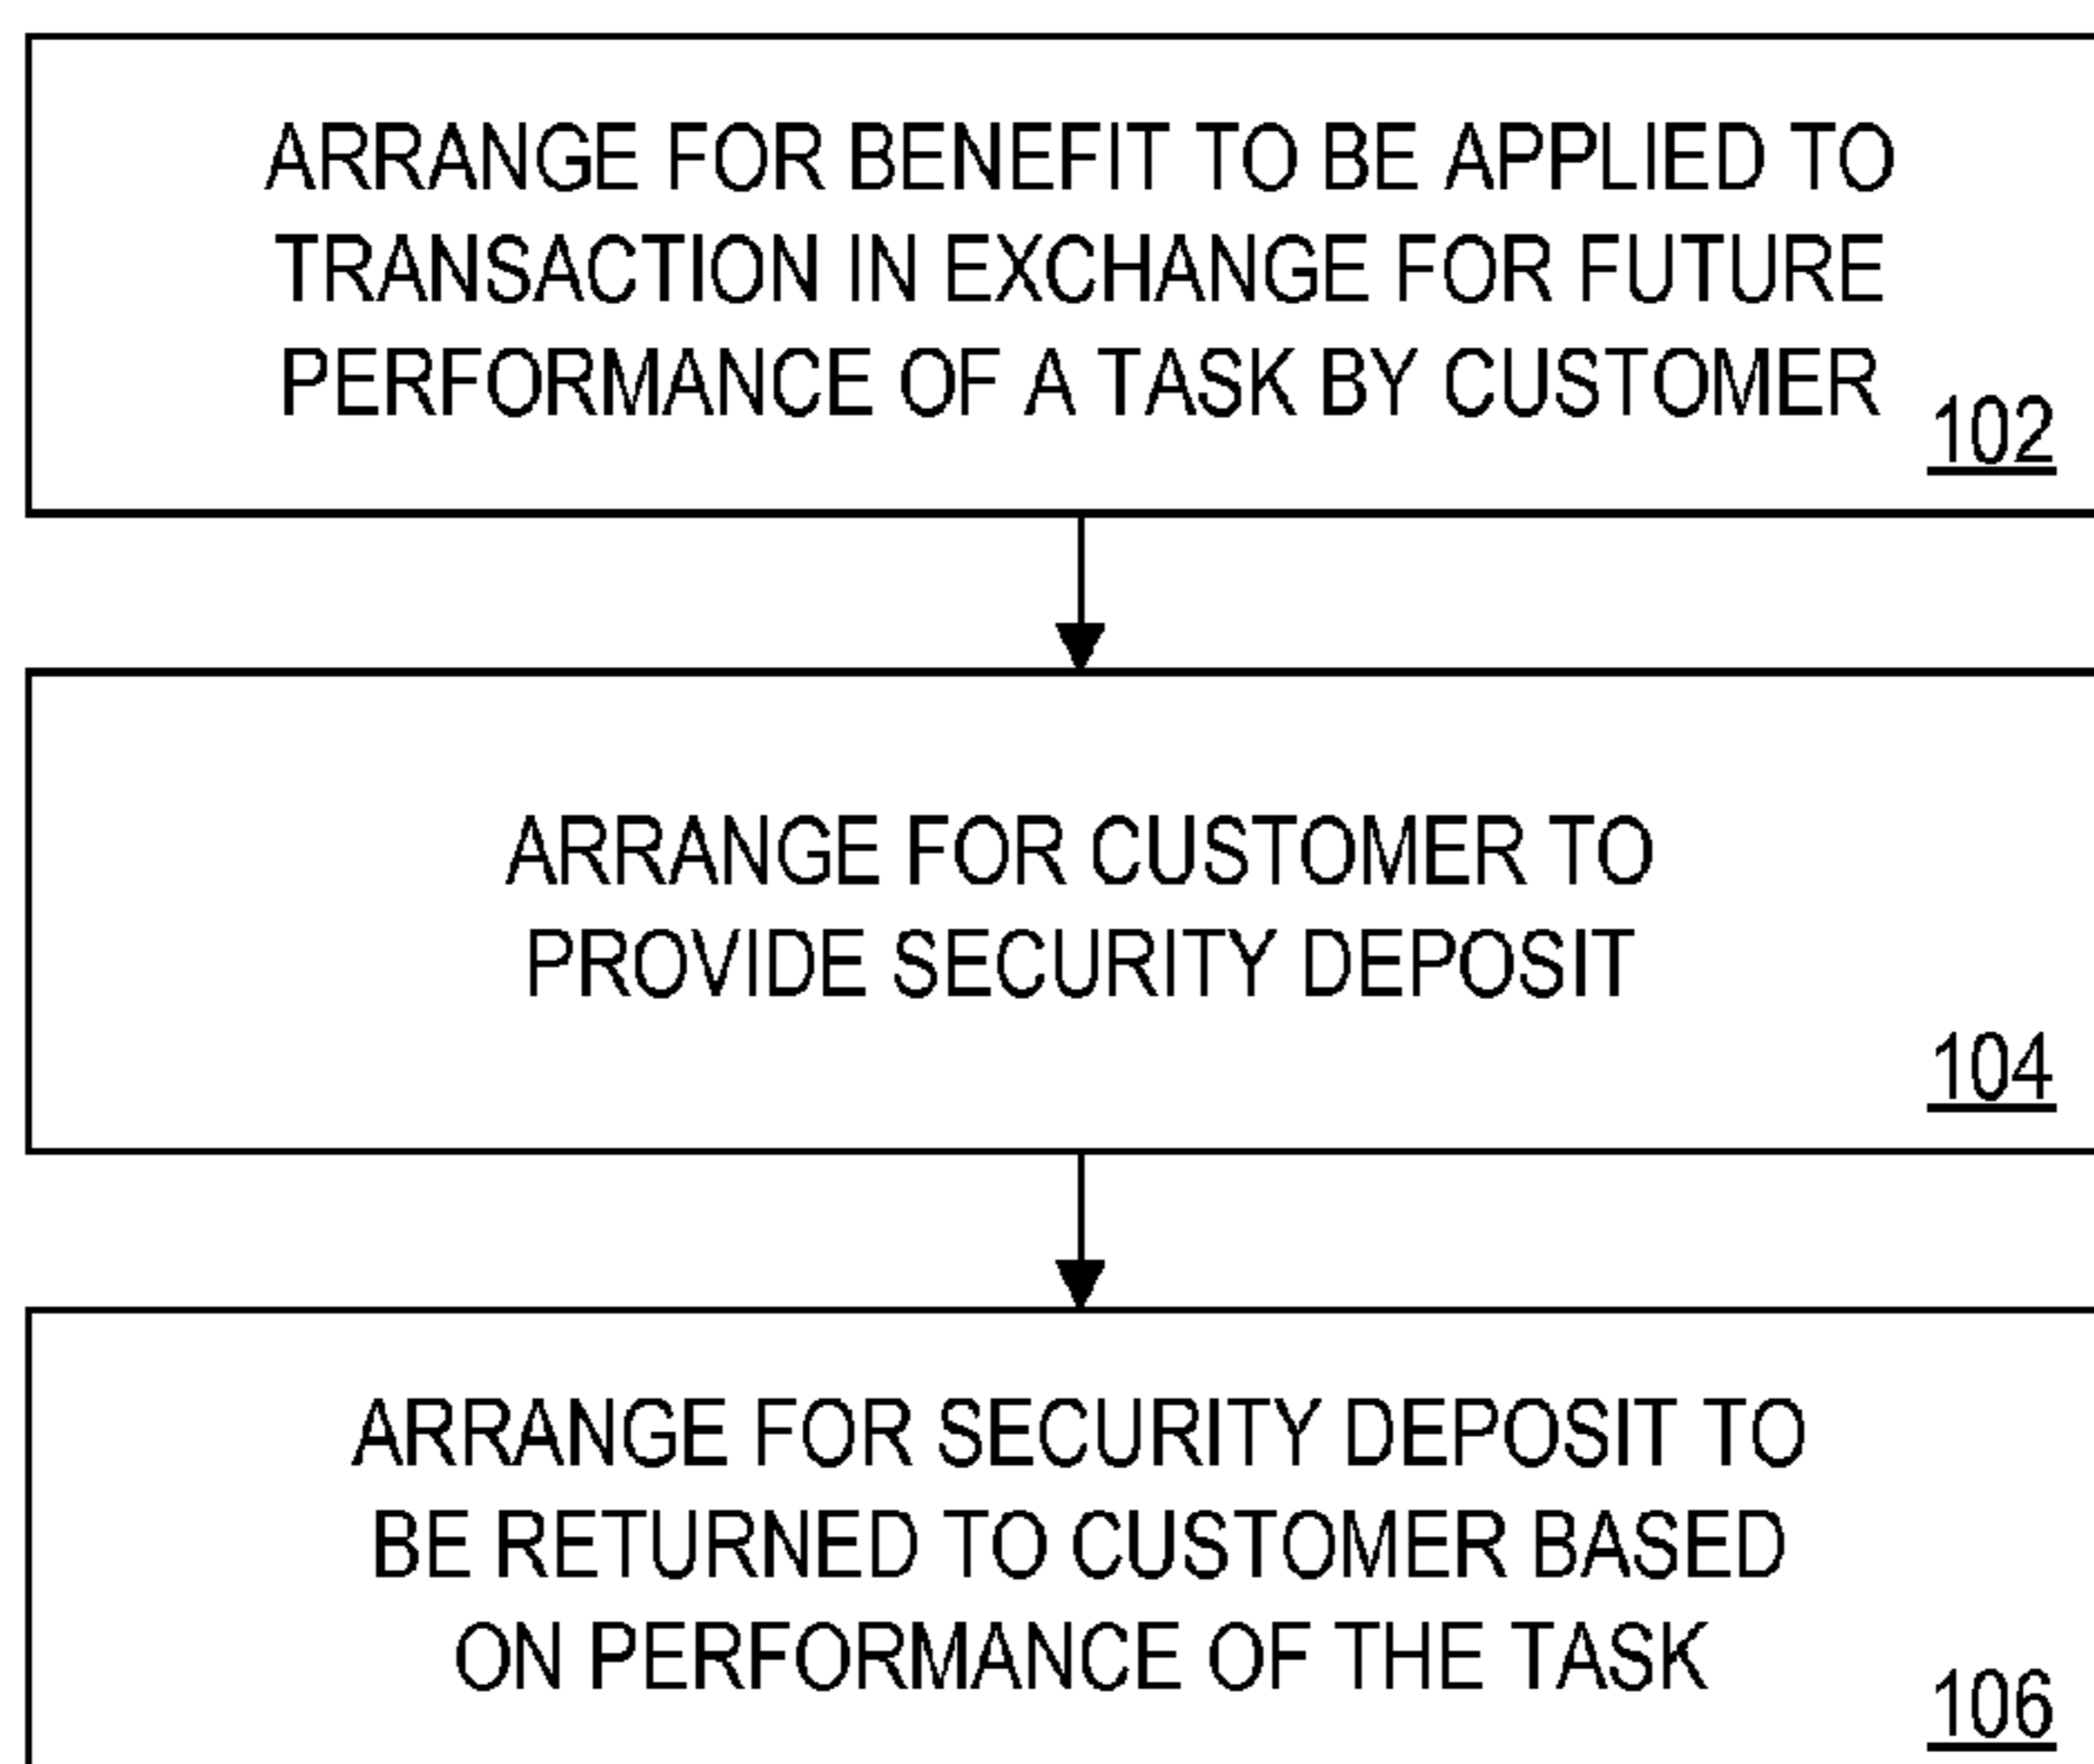 ARRANGE FOR BENEFIT TO BE APPLIED TO
TRANSACTION IN EXCHANGE FOR FUTURE
PERFORMANCE OF A TASK BY CUSTOMER
102
ARRANGE FOR CUSTOMER TO
PROVIDE SECURITY DEPOSIT
104
ARRANGE FOR SECURITY DEPOSIT TO
BE RETURNED TO CUSTOMER BASED
ON PERFORMANCE OF THE TASK
106